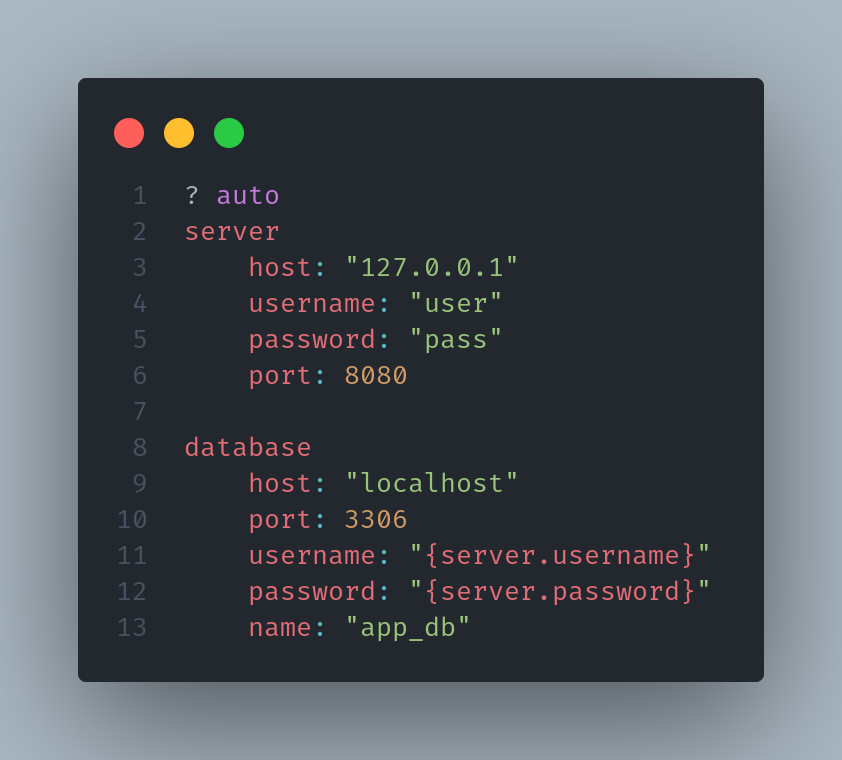 1 ? auto
2 server
3     host: "127.0.0.1"
4     username: "user"
5     password: "pass"
6     port: 8080
7
8 database
9     host: "localhost"
10     port: 3306
11     username: "{server.username}"
12     password: "{server.password}"
13     name: "app_db"